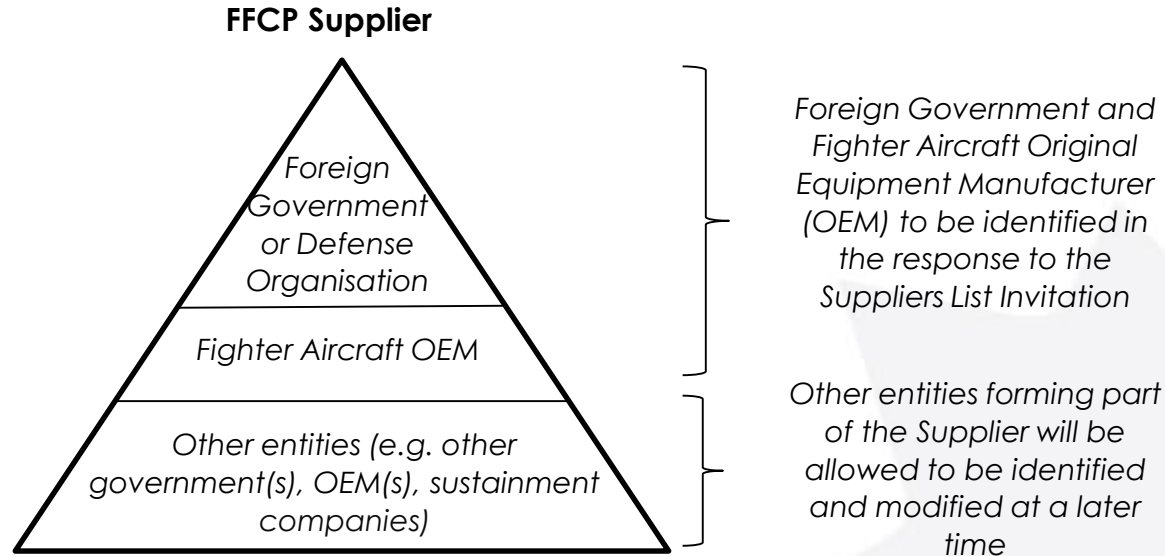 FFCP Supplier
Foreign
Government
or Defense
Organisation
Fighter Aircraft OEM
Other entities (e.g. other
government(s), OEM(s), sustainment
companies)
Foreign Government and
Fighter Aircraft Original
Equipment Manufacturer
(OEM) to be identified in
the response to the
Suppliers List Invitation
Other entities forming part
of the Supplier will be
allowed to be identified
and modified at a later
time